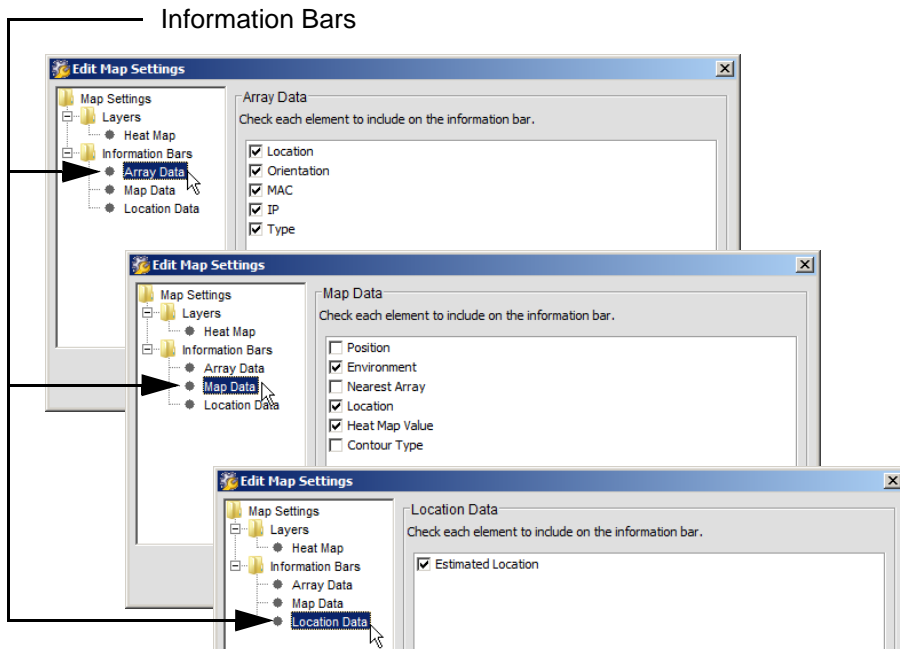 Information Bars
Edit Map Settings
Map Settings
Layers
Heat Map
Information Bars
Array Data
Map Data
Location Data
Array Data
Check each element to include on the information bar.
Location
Orientation
MAC
IP
Type
Edit Map Settings
Map Settings
Layers
Heat Map
Information Bars
Array Data
Map Data
Location Data
Map Data
Check each element to include on the information bar.
Position
Environment
Nearest Array
Location
Heat Map Value
Contour Type
Edit Map Settings
Map Settings
Layers
Heat Map
Information Bars
Array Data
Map Data
Location Data
Location Data
Check each element to include on the information bar.
Estimated Location